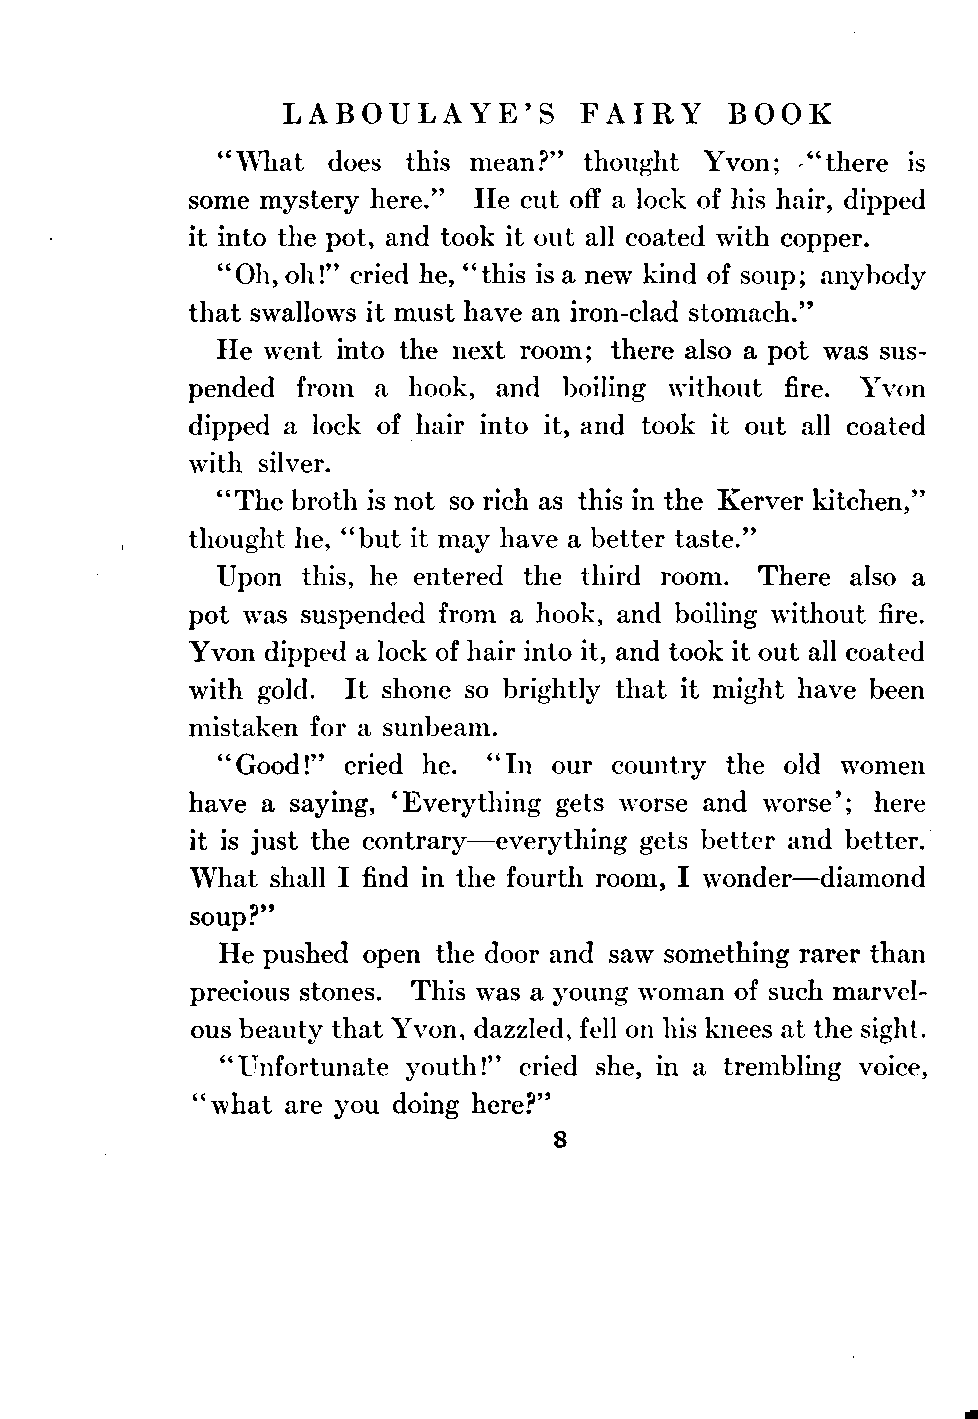 LABOULAYE'S FAIRY BOOK
"What does this mean?" thought Yvon; "there is
some mystery here." He cut off a lock of his hair, dipped
it into the pot, and took it out all coated with copper.
"Oh, oh!" cried he, "this is a new kind of soup; anybody
that swallows it must have an iron-clad stomach."
He went into the next room; there also a pot was sus-
pended from a hook, and boiling without fire. Yvon
dipped a lock of hair into it, and took it out all coated
with silver.
"The broth is not so rich as this in the Kerver kitchen,"
thought he, "but it may have a better taste."
Upon this, he entered the third room. There also a
pot was suspended from a hook, and boiling without fire.
Yvon dipped a lock of hair into it, and took it out all coated
with gold. It shone so brightly that it might have been
mistaken for a sunbeam.
"Good!" cried he. "In our country the old women
have a saying, 'Everything gets worse and worse'; here
it is just the contrary—everything gets better and better.
What shall I find in the fourth room, I wonder—diamond
soup?"
He pushed open the door and saw something rarer than
precious stones. This was a young woman of such marvel-
ous beauty that Yvon, dazzled, fell on his knees at the sight.
"Unfortunate youth!" cried she, in a trembling voice,
"what are you doing here?"
8